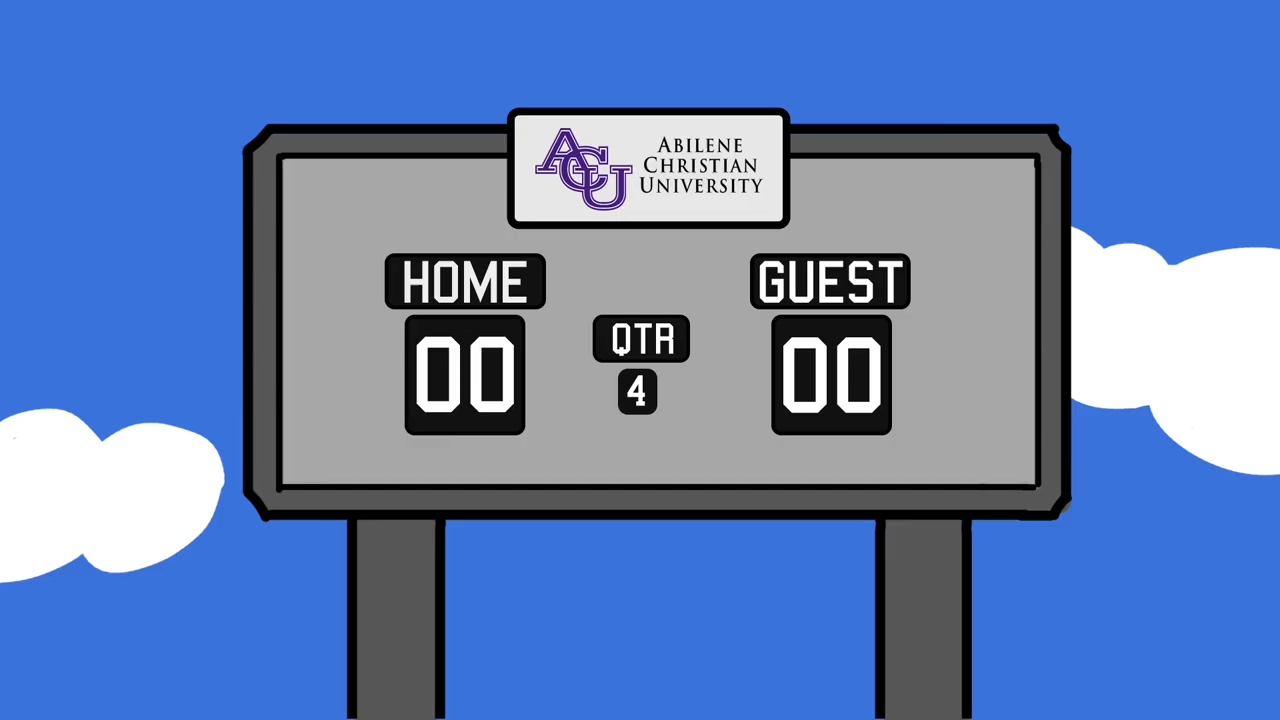 ACU
ABILENE
CHRISTIAN
UNIVERSITY
HOME
GUEST
QTR
00
4
00